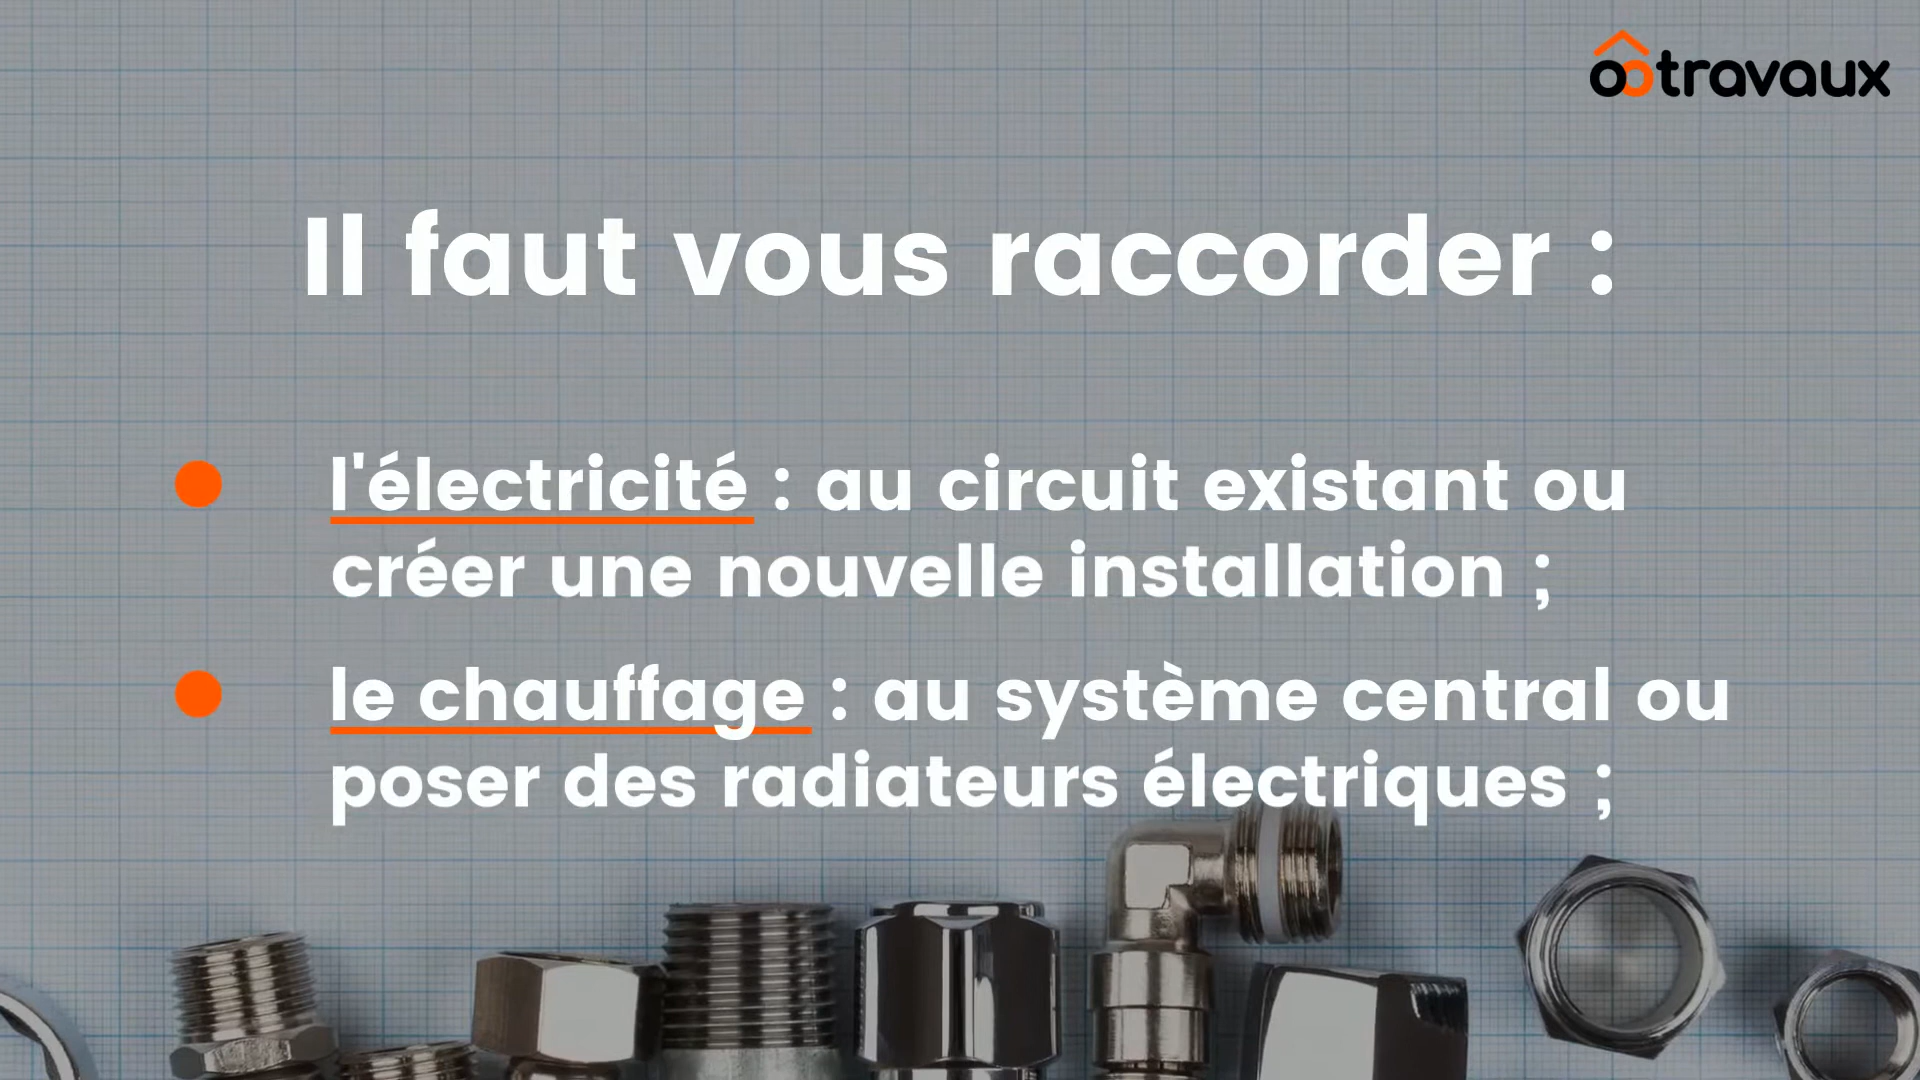 ootravaux
Il faut vous raccorder :
l'électricité : au circuit existant ou
créer une nouvelle installation ;
le chauffage : au système central ou
poser des radiateurs électriques ;